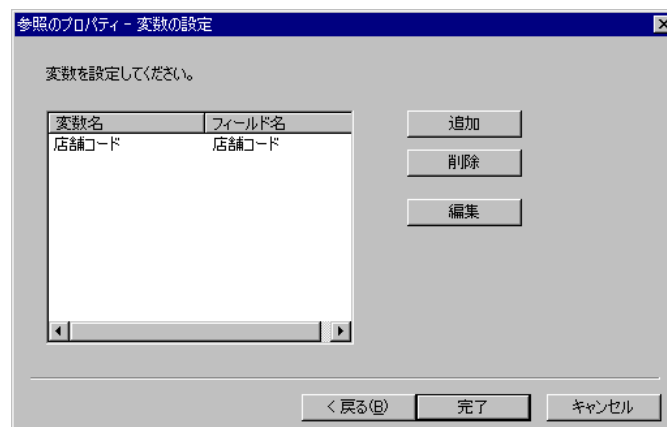 参照のプロパティ - 変数の設定
変数を設定してください。
変数名 フィールド名
店舗コード 店舗コード
追加
削除
編集
< 戻る(B) 完了 キャンセル